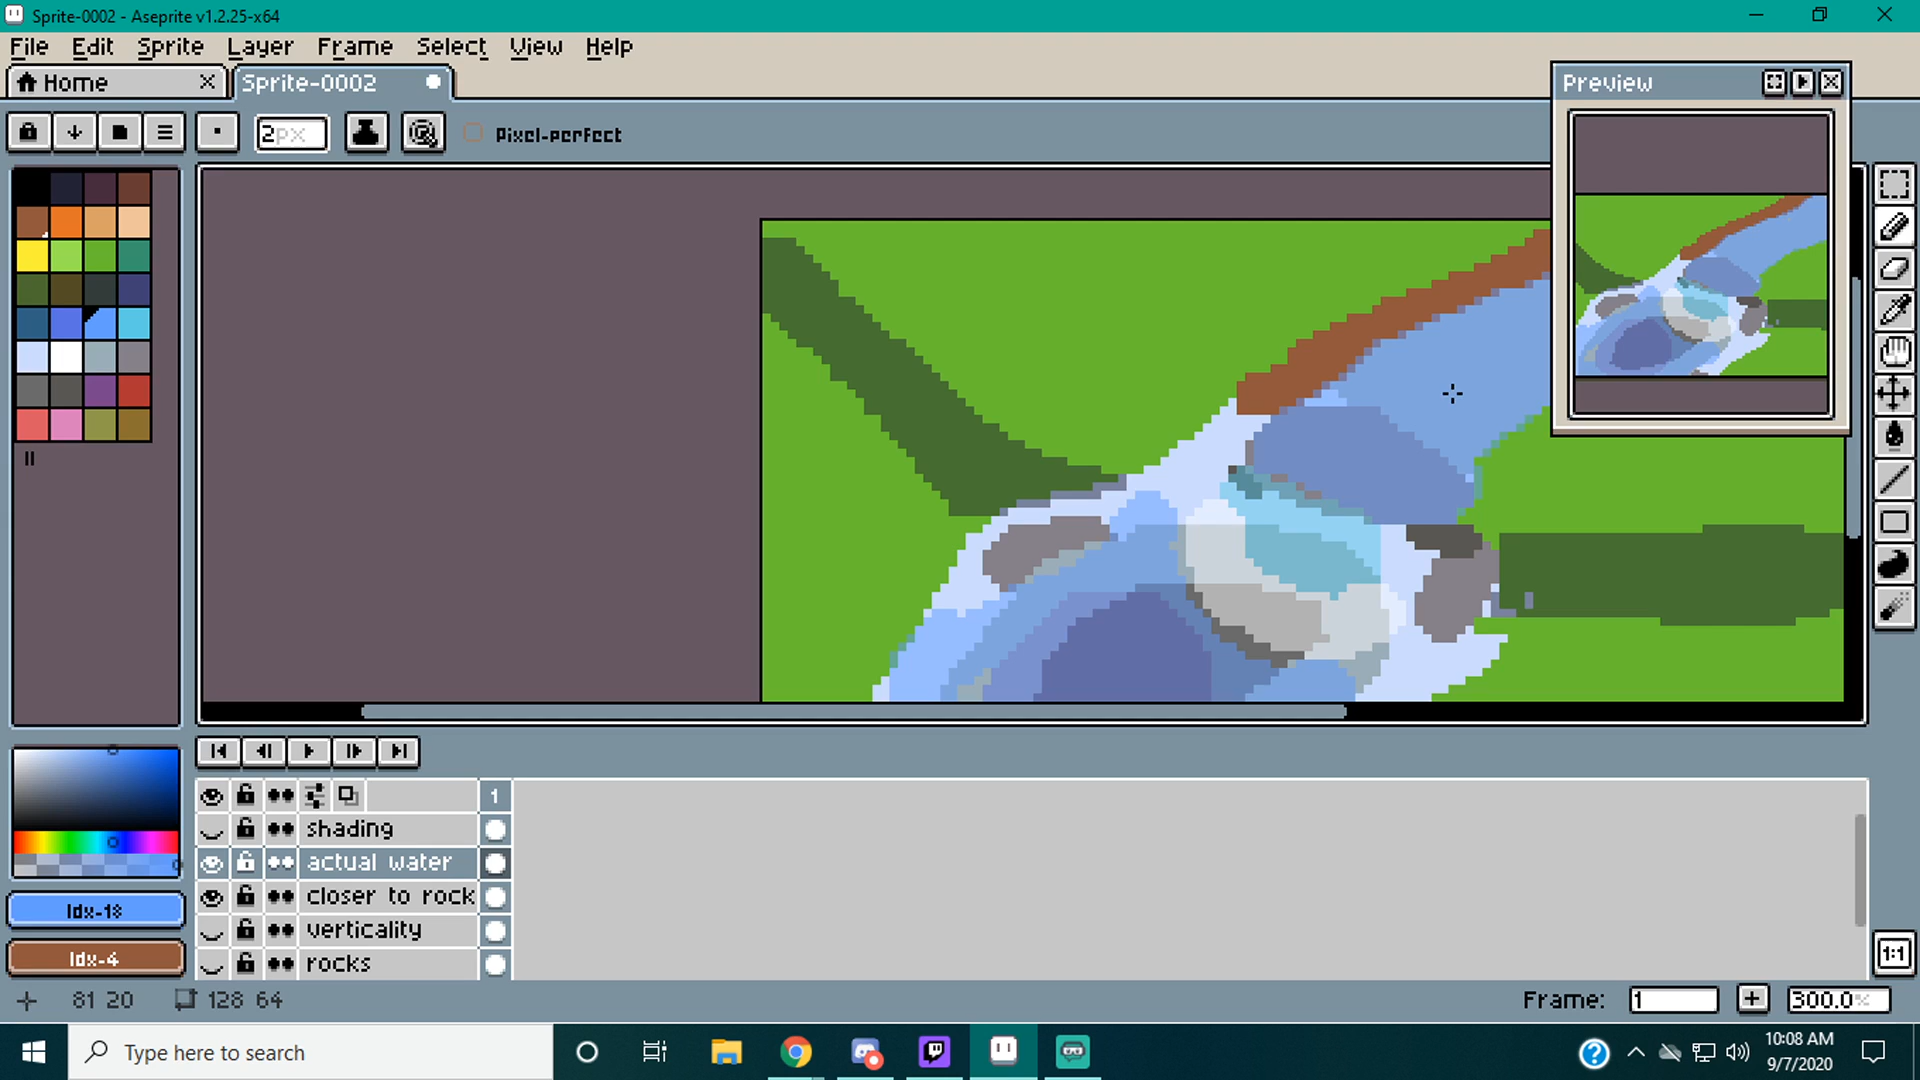 Sprite-0002 - Aseprite v1.2.25-x64
File Edit Sprite Layer Frame Select View Help
Home Sprite-0002
Preview
2px Pixel-perfect
1
shading
actual water
closer to rock
verticality
rocks
Idx-18
Idx-4
1:1
81 20 128 64
Frame: 1 300.0%
Type here to search
10:08 AM
9/7/2020